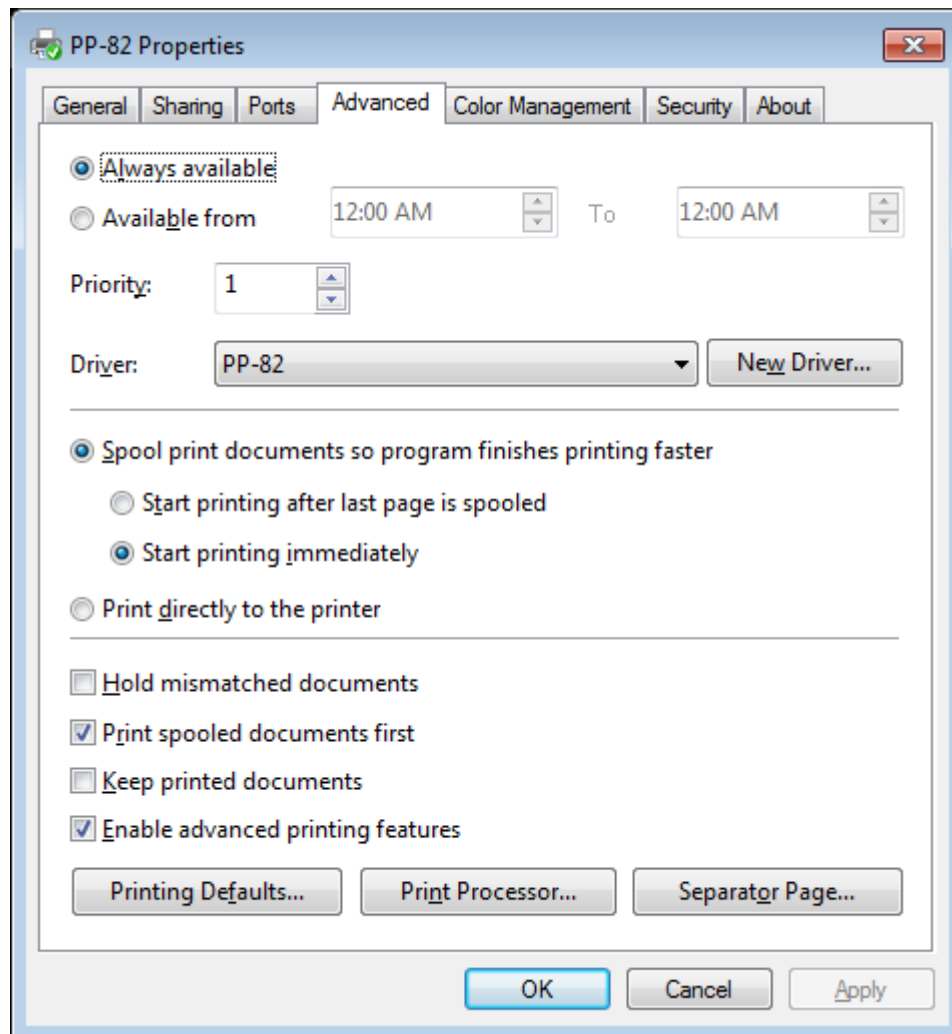 PP-82 Properties
General Sharing Ports Advanced Color Management Security About
Always available
Available from 12:00 AM To 12:00 AM
Priority: 1
Driver: PP-82 New Driver...
Spool print documents so program finishes printing faster
Start printing after last page is spooled
Start printing immediately
Print directly to the printer
Hold mismatched documents
Print spooled documents first
Keep printed documents
Enable advanced printing features
Printing Defaults... Print Processor... Separator Page...
OK Cancel Apply